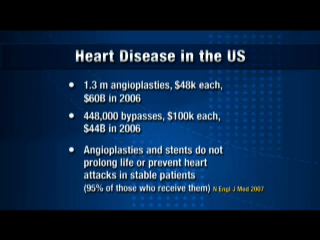 Heart Disease in the US
• 1.3 m angioplasties, $48k each,
$60B in 2006
• 448,000 bypasses, $100k each,
$44B in 2006
• Angioplasties and stents do not
prolong life or prevent heart
attacks in stable patients
(95% of those who receive them) N Engl J Med 2007